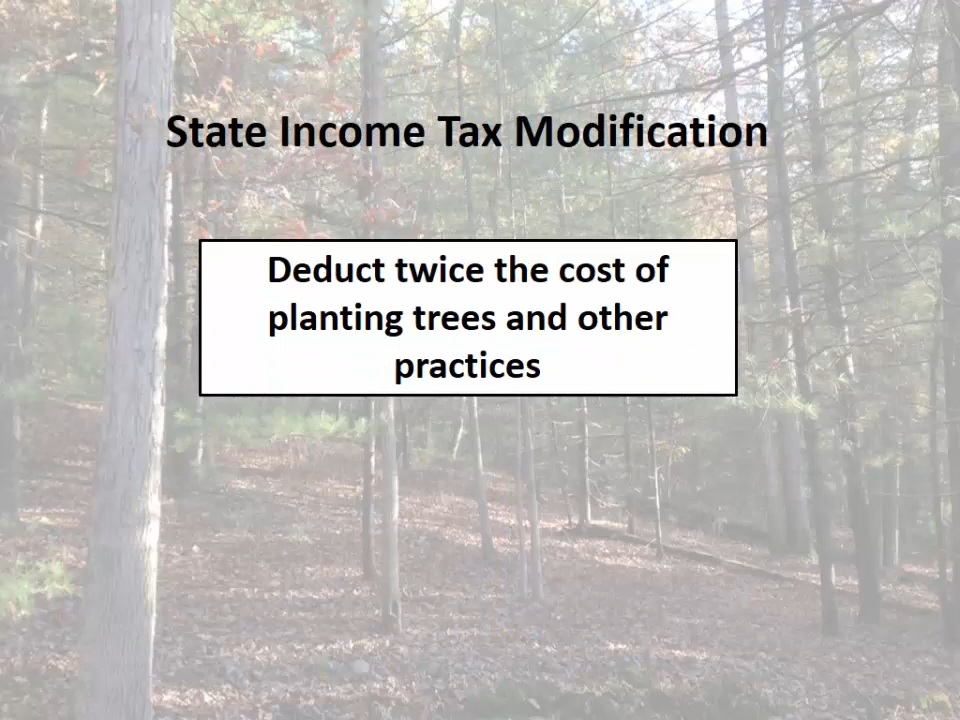 State Income Tax Modification
Deduct twice the cost of
planting trees and other
practices